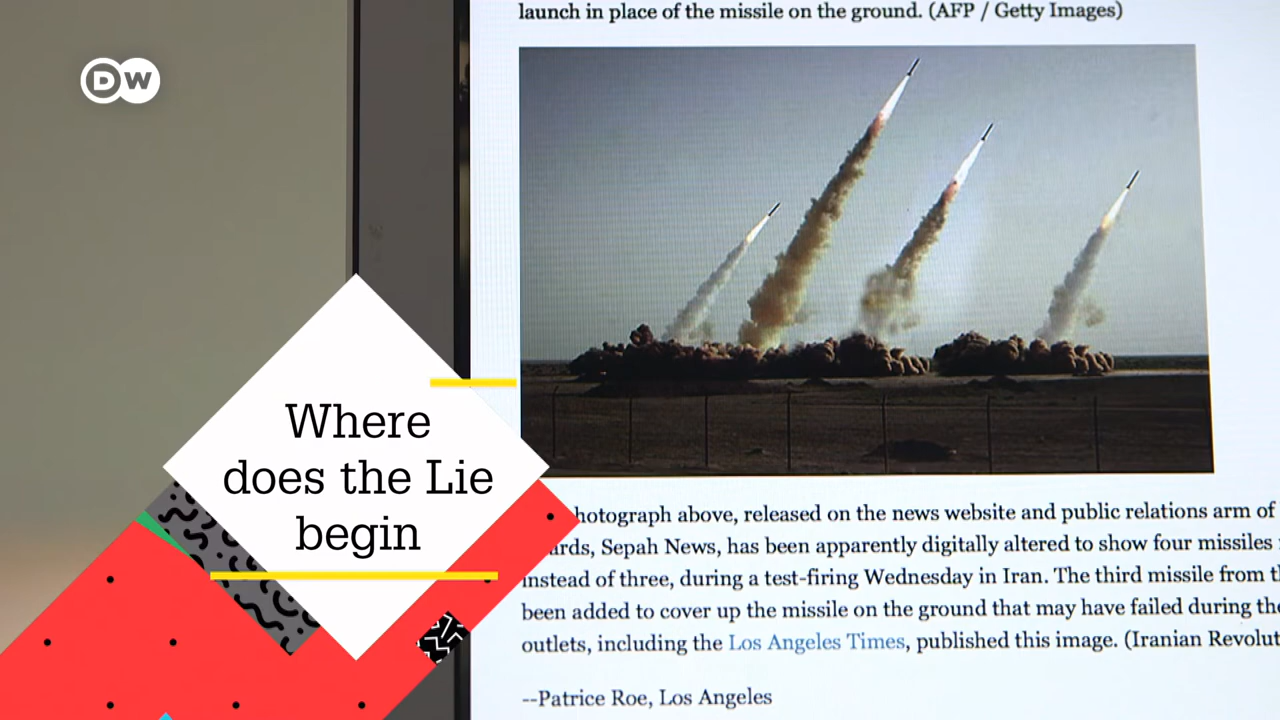 launch in place of the missile on the ground. (AFP / Getty Images)
DW
Where
does the Lie
begin
hotograph above, released on the news website and public relations arm of
ards, Sepah News, has been apparently digitally altered to show four missiles
instead of three, during a test-firing Wednesday in Iran. The third missile from
been added to cover up the missile on the ground that may have failed during the
outlets, including the Los Angeles Times, published this image. (Iranian
--Patrice Roe, Los Angeles